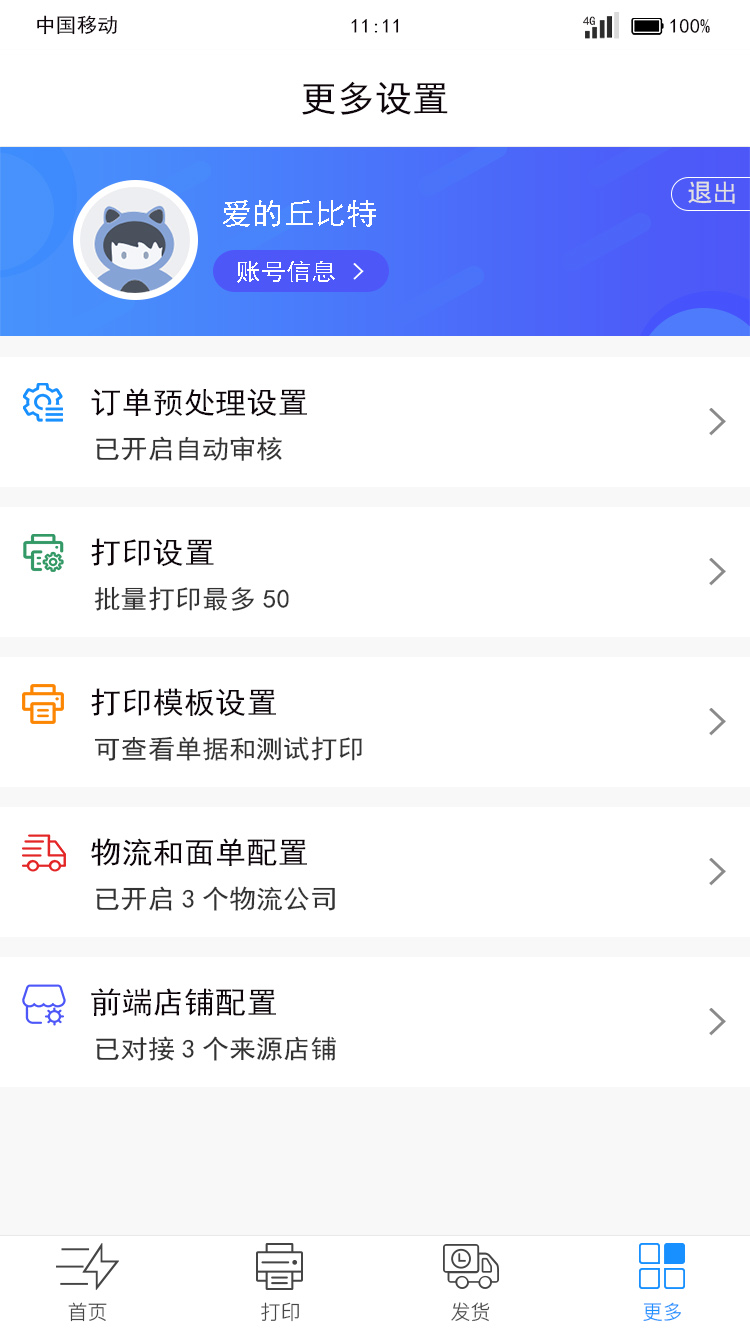 中国移动 11:11 4G 100%
更多设置
退出
爱的丘比特
账号信息
订单预处理设置
已开启自动审核
打印设置
批量打印最多 50
打印模板设置
可查看单据和测试打印
物流和面单配置
已开启 3 个物流公司
前端店铺配置
已对接 3 个来源店铺
首页 打印 发货 更多